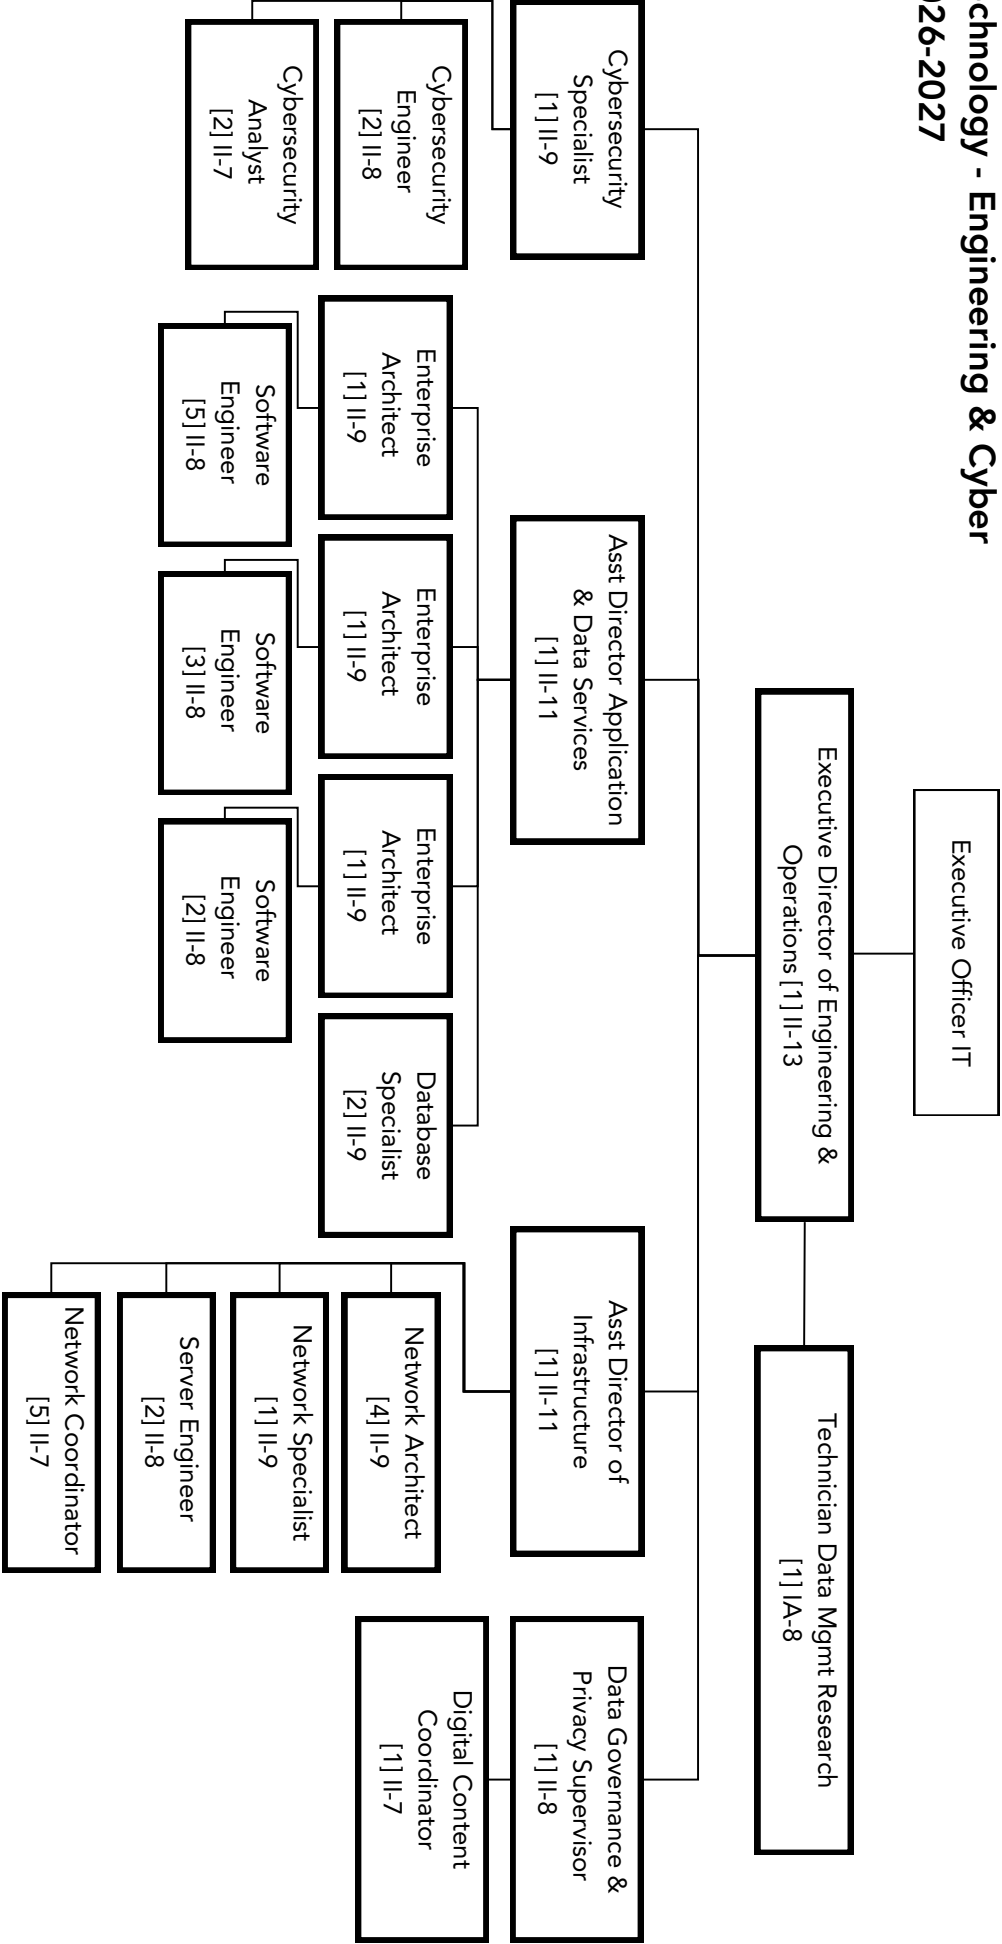 chnology - Engineering & Cyber
26-2027
Executive Officer IT
Executive Director of Engineering &
Operations [1] II-13
Technician Data Mgmt Research
[1] IA-8
Cybersecurity
Specialist
[1] II-9
Cybersecurity
Engineer
[2] II-8
Cybersecurity
Analyst
[2] II-7
Asst Director Application
& Data Services
[1] II-11
Enterprise
Architect
[1] II-9
Software
Engineer
[5] II-8
Enterprise
Architect
[1] II-9
Software
Engineer
[3] II-8
Enterprise
Architect
[1] II-9
Software
Engineer
[2] II-8
Database
Specialist
[2] II-9
Asst Director of
Infrastructure
[1] II-11
Network Architect
[4] II-9
Network Specialist
[1] II-9
Server Engineer
[2] II-8
Network Coordinator
[5] II-7
Data Governance &
Privacy Supervisor
[1] II-8
Digital Content
Coordinator
[1] II-7